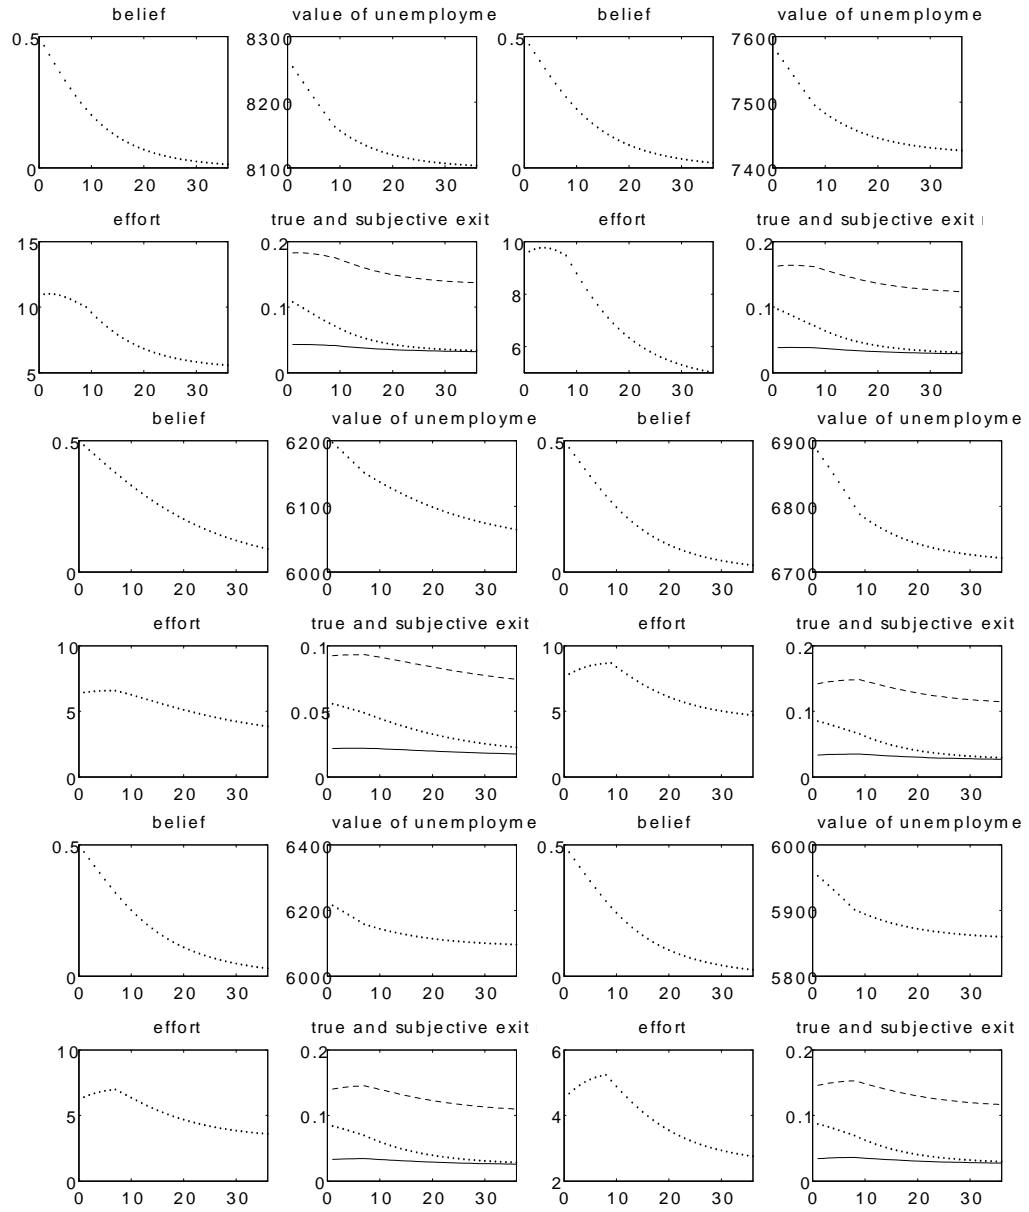 belief value of unemployme belief value of unemployme
0.5 8300 0.5 7600
8200 7500
0 8100 0 7400
0 10 20 30 0 10 20 30 0 10 20 30 0 10 20 30
effort true and subjective exit effort true and subjective exit
15 0.2 10 0.2
8
10 0.1 0.1
6
5 0 0
0 10 20 30 0 10 20 30 0 10 20 30 0 10 20 30
belief value of unemployme belief value of unemployme
0.5 6200 0.5 6900
6100 6800
0 6000 0 6700
0 10 20 30 0 10 20 30 0 10 20 30 0 10 20 30
effort true and subjective exit effort true and subjective exit
10 0.1 10 0.2
5 0.05 5 0.1
0 0 0 0
0 10 20 30 0 10 20 30 0 10 20 30 0 10 20 30
belief value of unemployme belief value of unemployme
0.5 6400 0.5 6000
6200 5900
0 6000 0 5800
0 10 20 30 0 10 20 30 0 10 20 30 0 10 20 30
effort true and subjective exit effort true and subjective exit
10 0.2 6 0.2
5 0.1 4 0.1
0 0 2 0
0 10 20 30 0 10 20 30 0 10 20 30 0 10 20 30